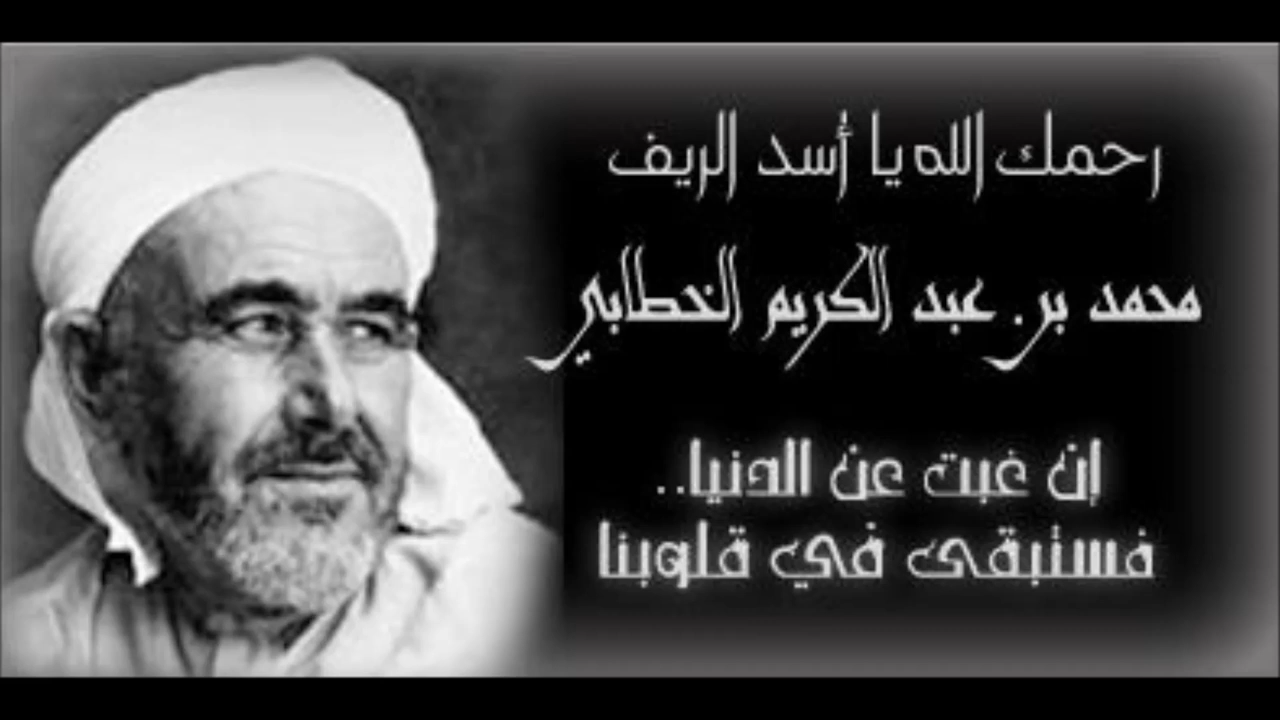 رحمك الله يا أسد الريف
محمد بن عبد الكريم الخطابي
إن غبت عن الدنيا..
فستبقى في قلوبنا